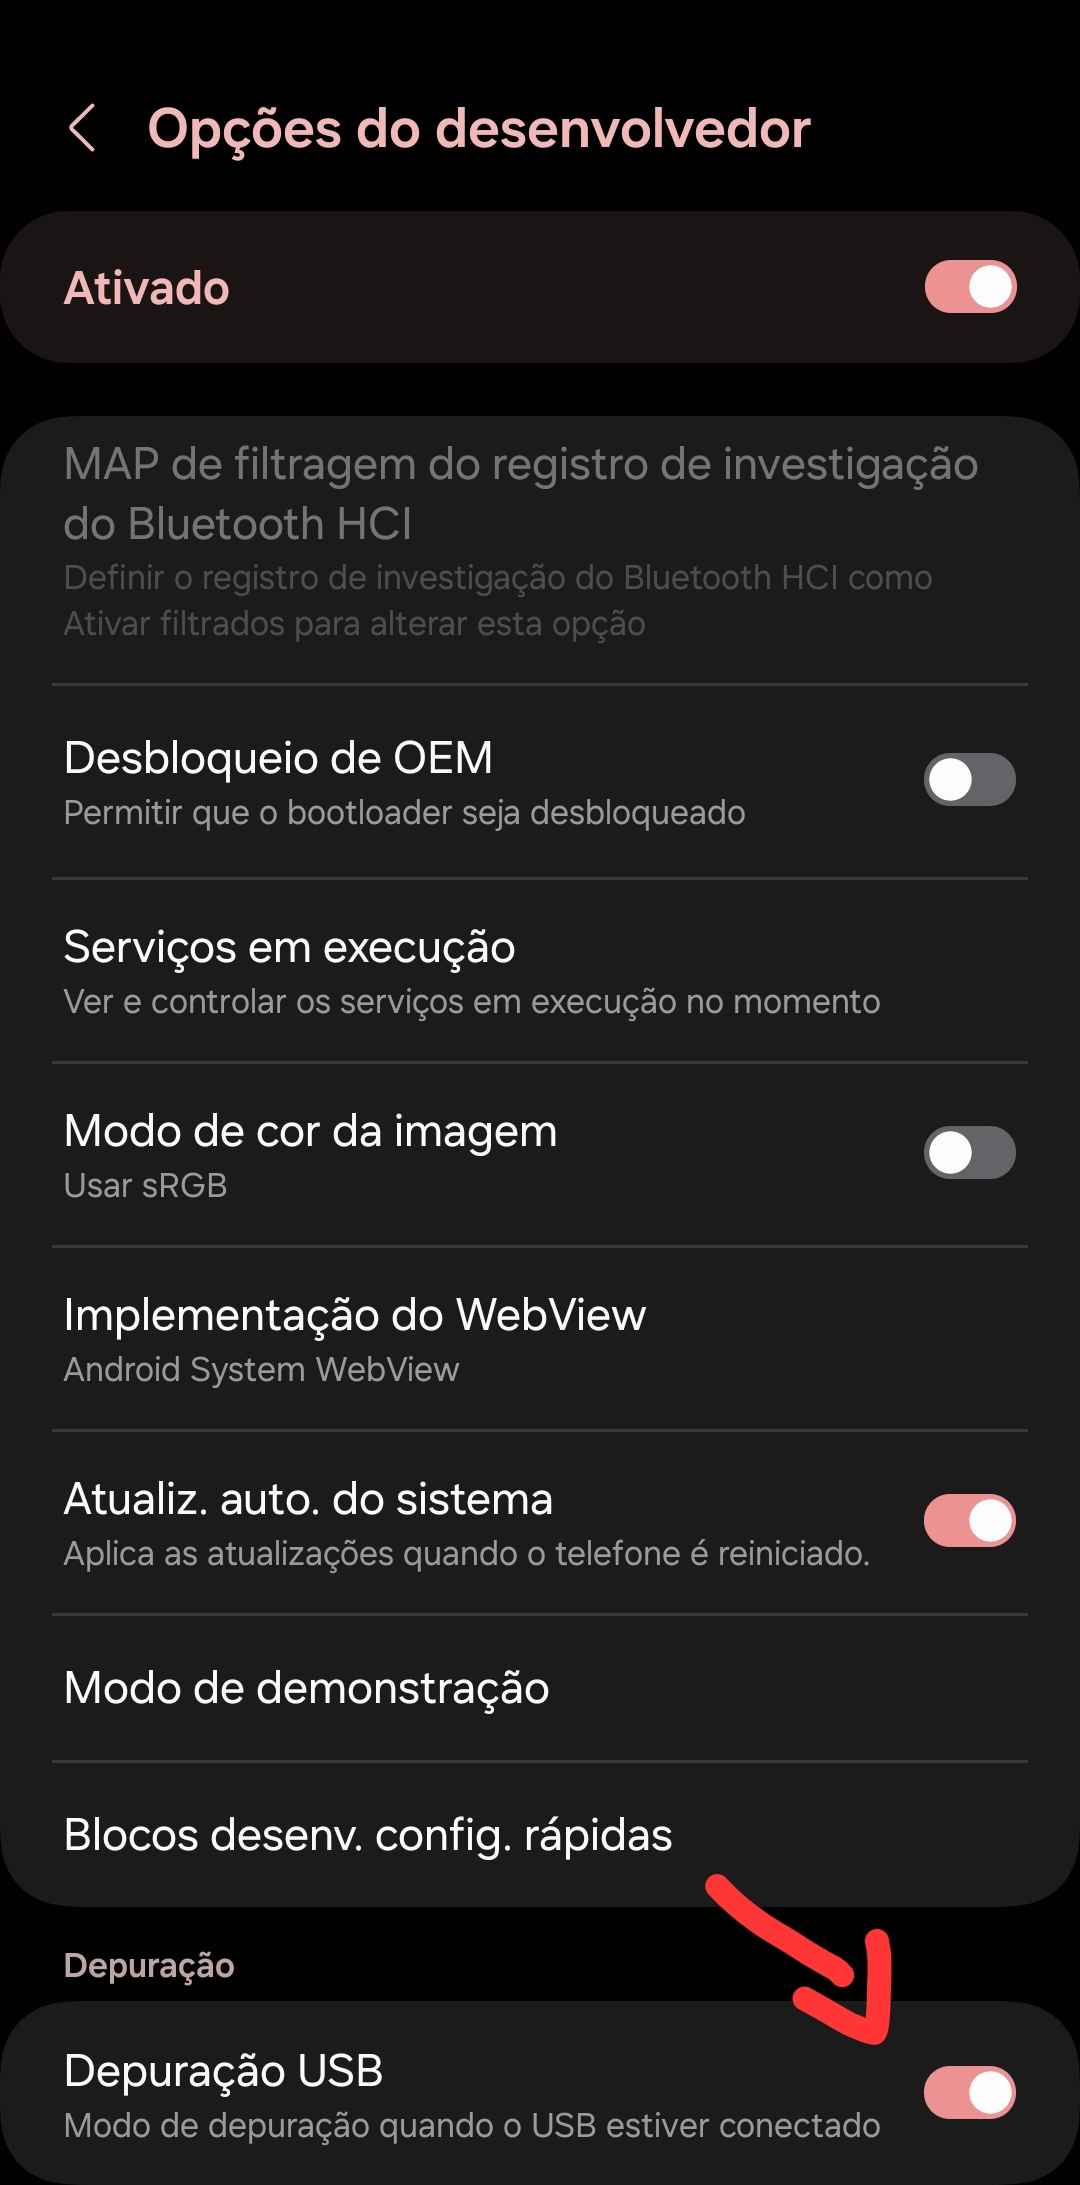 Opções do desenvolvedor
Ativado
MAP de filtragem do registro de investigação
do Bluetooth HCI
Definir o registro de investigação do Bluetooth HCI como
Ativar filtrados para alterar esta opção
Desbloqueio de OEM
Permitir que o bootloader seja desbloqueado
Serviços em execução
Ver e controlar os serviços em execução no momento
Modo de cor da imagem
Usar sRGB
Implementação do WebView
Android System WebView
Atualiz. auto. do sistema
Aplica as atualizações quando o telefone é reiniciado.
Modo de demonstração
Blocos desenv. config. rápidas
Depuração
Depuração USB
Modo de depuração quando o USB estiver conectado